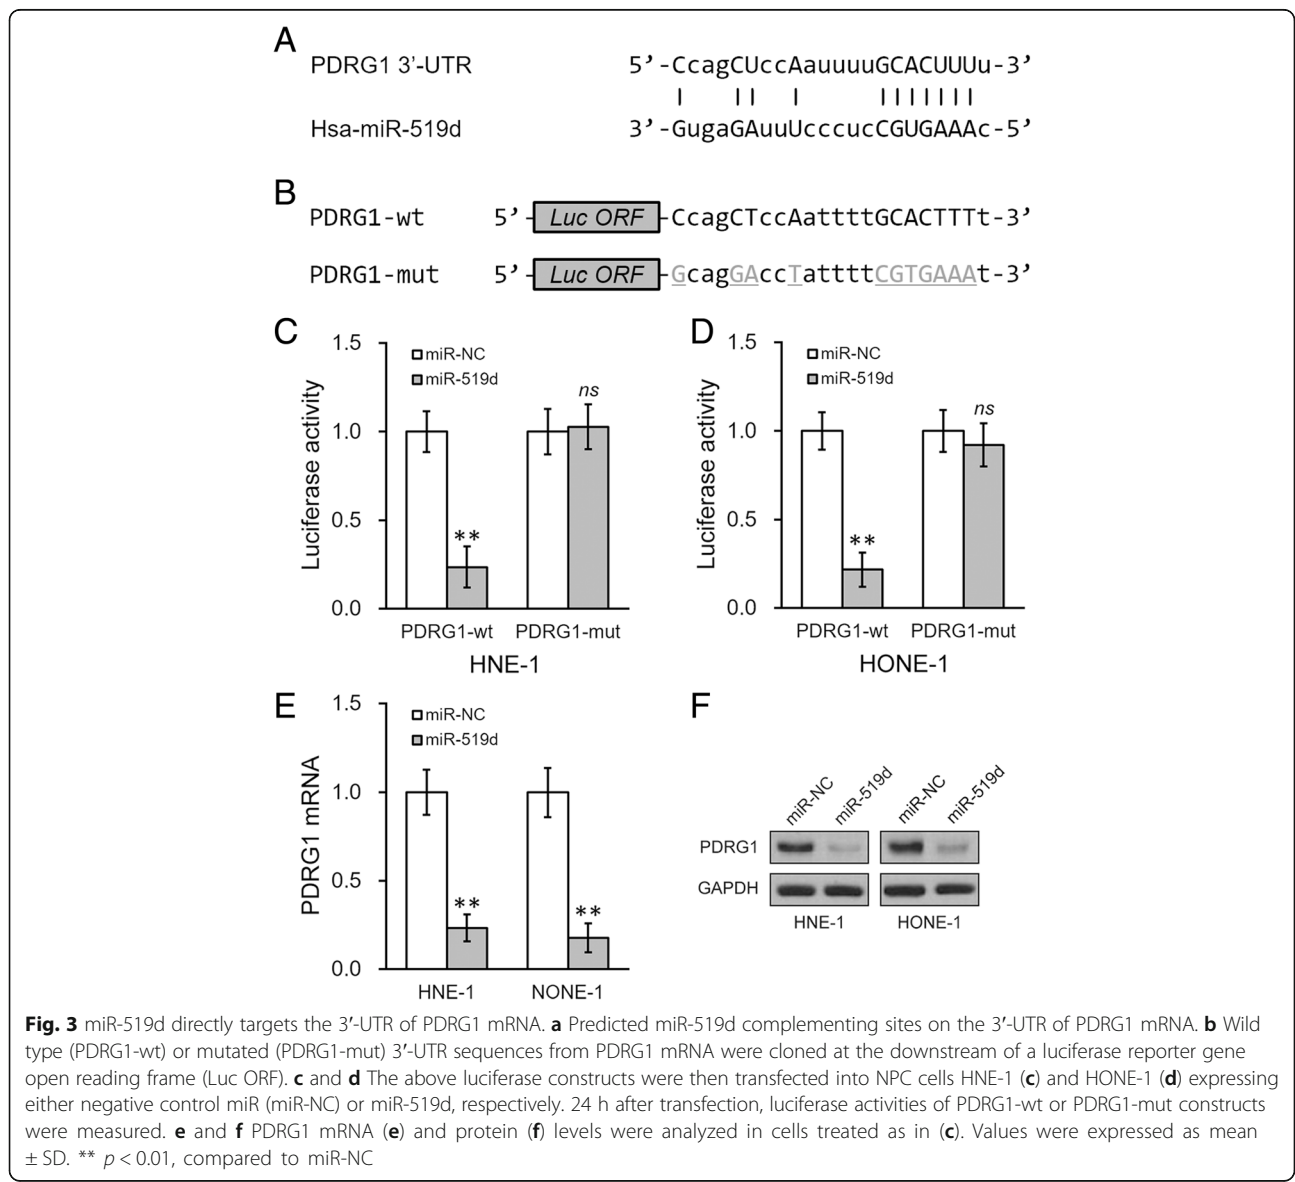 A
PDRG1 3’-UTR 5’-CcagCUccAauuuuGCACUUUu-3’
Hsa-miR-519d 3’-GugaGAuuUcccucCGUGAAAc-5’
B
PDRG1-wt 5’- Luc ORF -CcagCTccAattttGCACTTTt-3’
PDRG1-mut 5’- Luc ORF -GcagGAccTattttCGTGAAAt-3’
C
Luciferase activity
1.5
1.0
0.5
0.0
miR-NC
miR-519d
**
ns
PDRG1-wt PDRG1-mut
HNE-1
D
Luciferase activity
1.5
1.0
0.5
0.0
miR-NC
miR-519d
**
ns
PDRG1-wt PDRG1-mut
HONE-1
E
PDRG1 mRNA
1.5
1.0
0.5
0.0
miR-NC
miR-519d
**
**
HNE-1 NONE-1
F
miR-NC miR-519d miR-NC miR-519d
PDRG1
GAPDH
HNE-1 HONE-1
Fig. 3 miR-519d directly targets the 3′-UTR of PDRG1 mRNA. a Predicted miR-519d complementing sites on the 3′-UTR of PDRG1 mRNA. b Wild
type (PDRG1-wt) or mutated (PDRG1-mut) 3′-UTR sequences from PDRG1 mRNA were cloned at the downstream of a luciferase reporter gene
open reading frame (Luc ORF). c and d The above luciferase constructs were then transfected into NPC cells HNE-1 (c) and HONE-1 (d) expressing
either negative control miR (miR-NC) or miR-519d, respectively. 24 h after transfection, luciferase activities of PDRG1-wt or PDRG1-mut constructs
were measured. e and f PDRG1 mRNA (e) and protein (f) levels were analyzed in cells treated as in (c). Values were expressed as mean
± SD. ** p < 0.01, compared to miR-NC